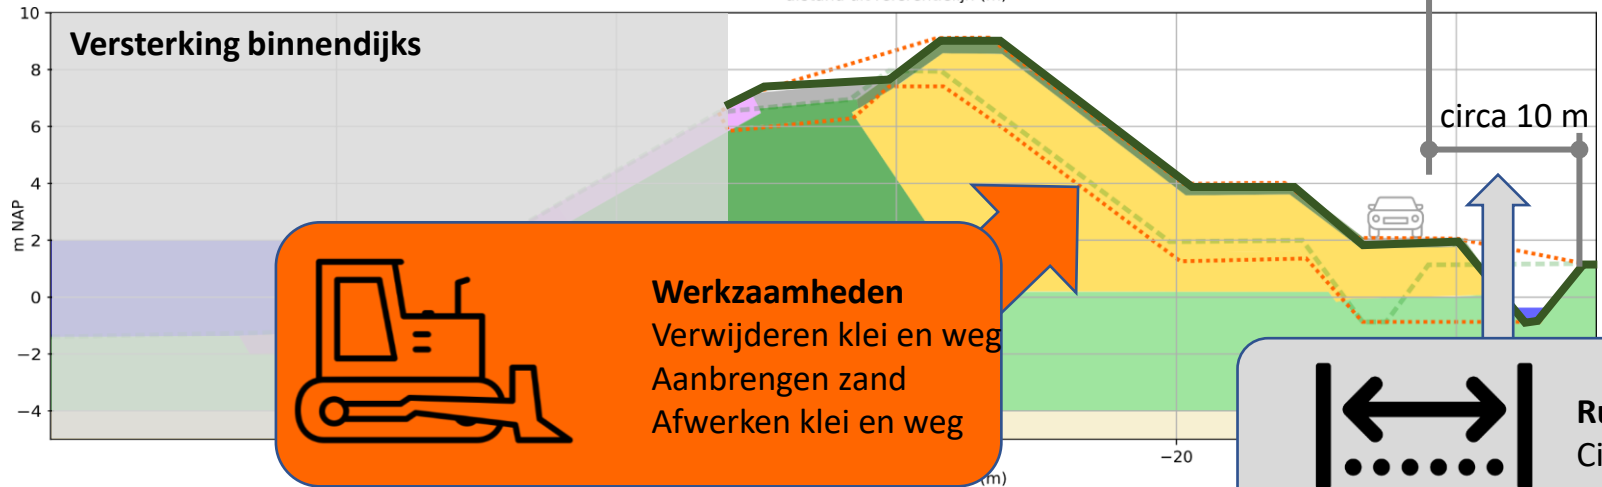 10
Versterking binnendijks
8
6
circa 10 m
4
m NAP
2
0
Werkzaamheden
Verwijderen klei en weg
Aanbrengen zand
Afwerken klei en weg
−2
−4
−20
(m)